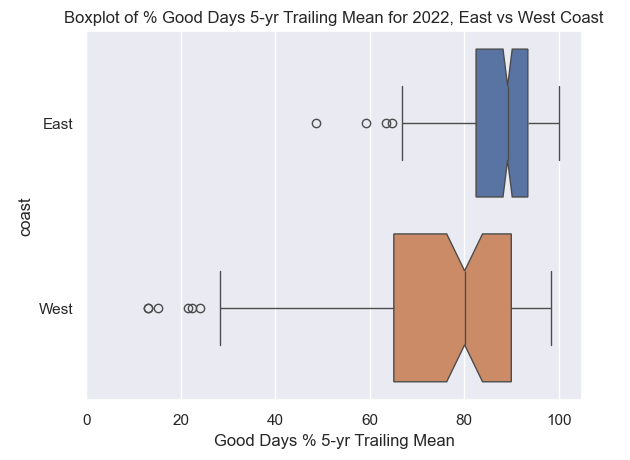 Boxplot of % Good Days 5-yr Trailing Mean for 2022, East vs West Coast
East
coast
West
0 20 40 60 80 100
Good Days % 5-yr Trailing Mean